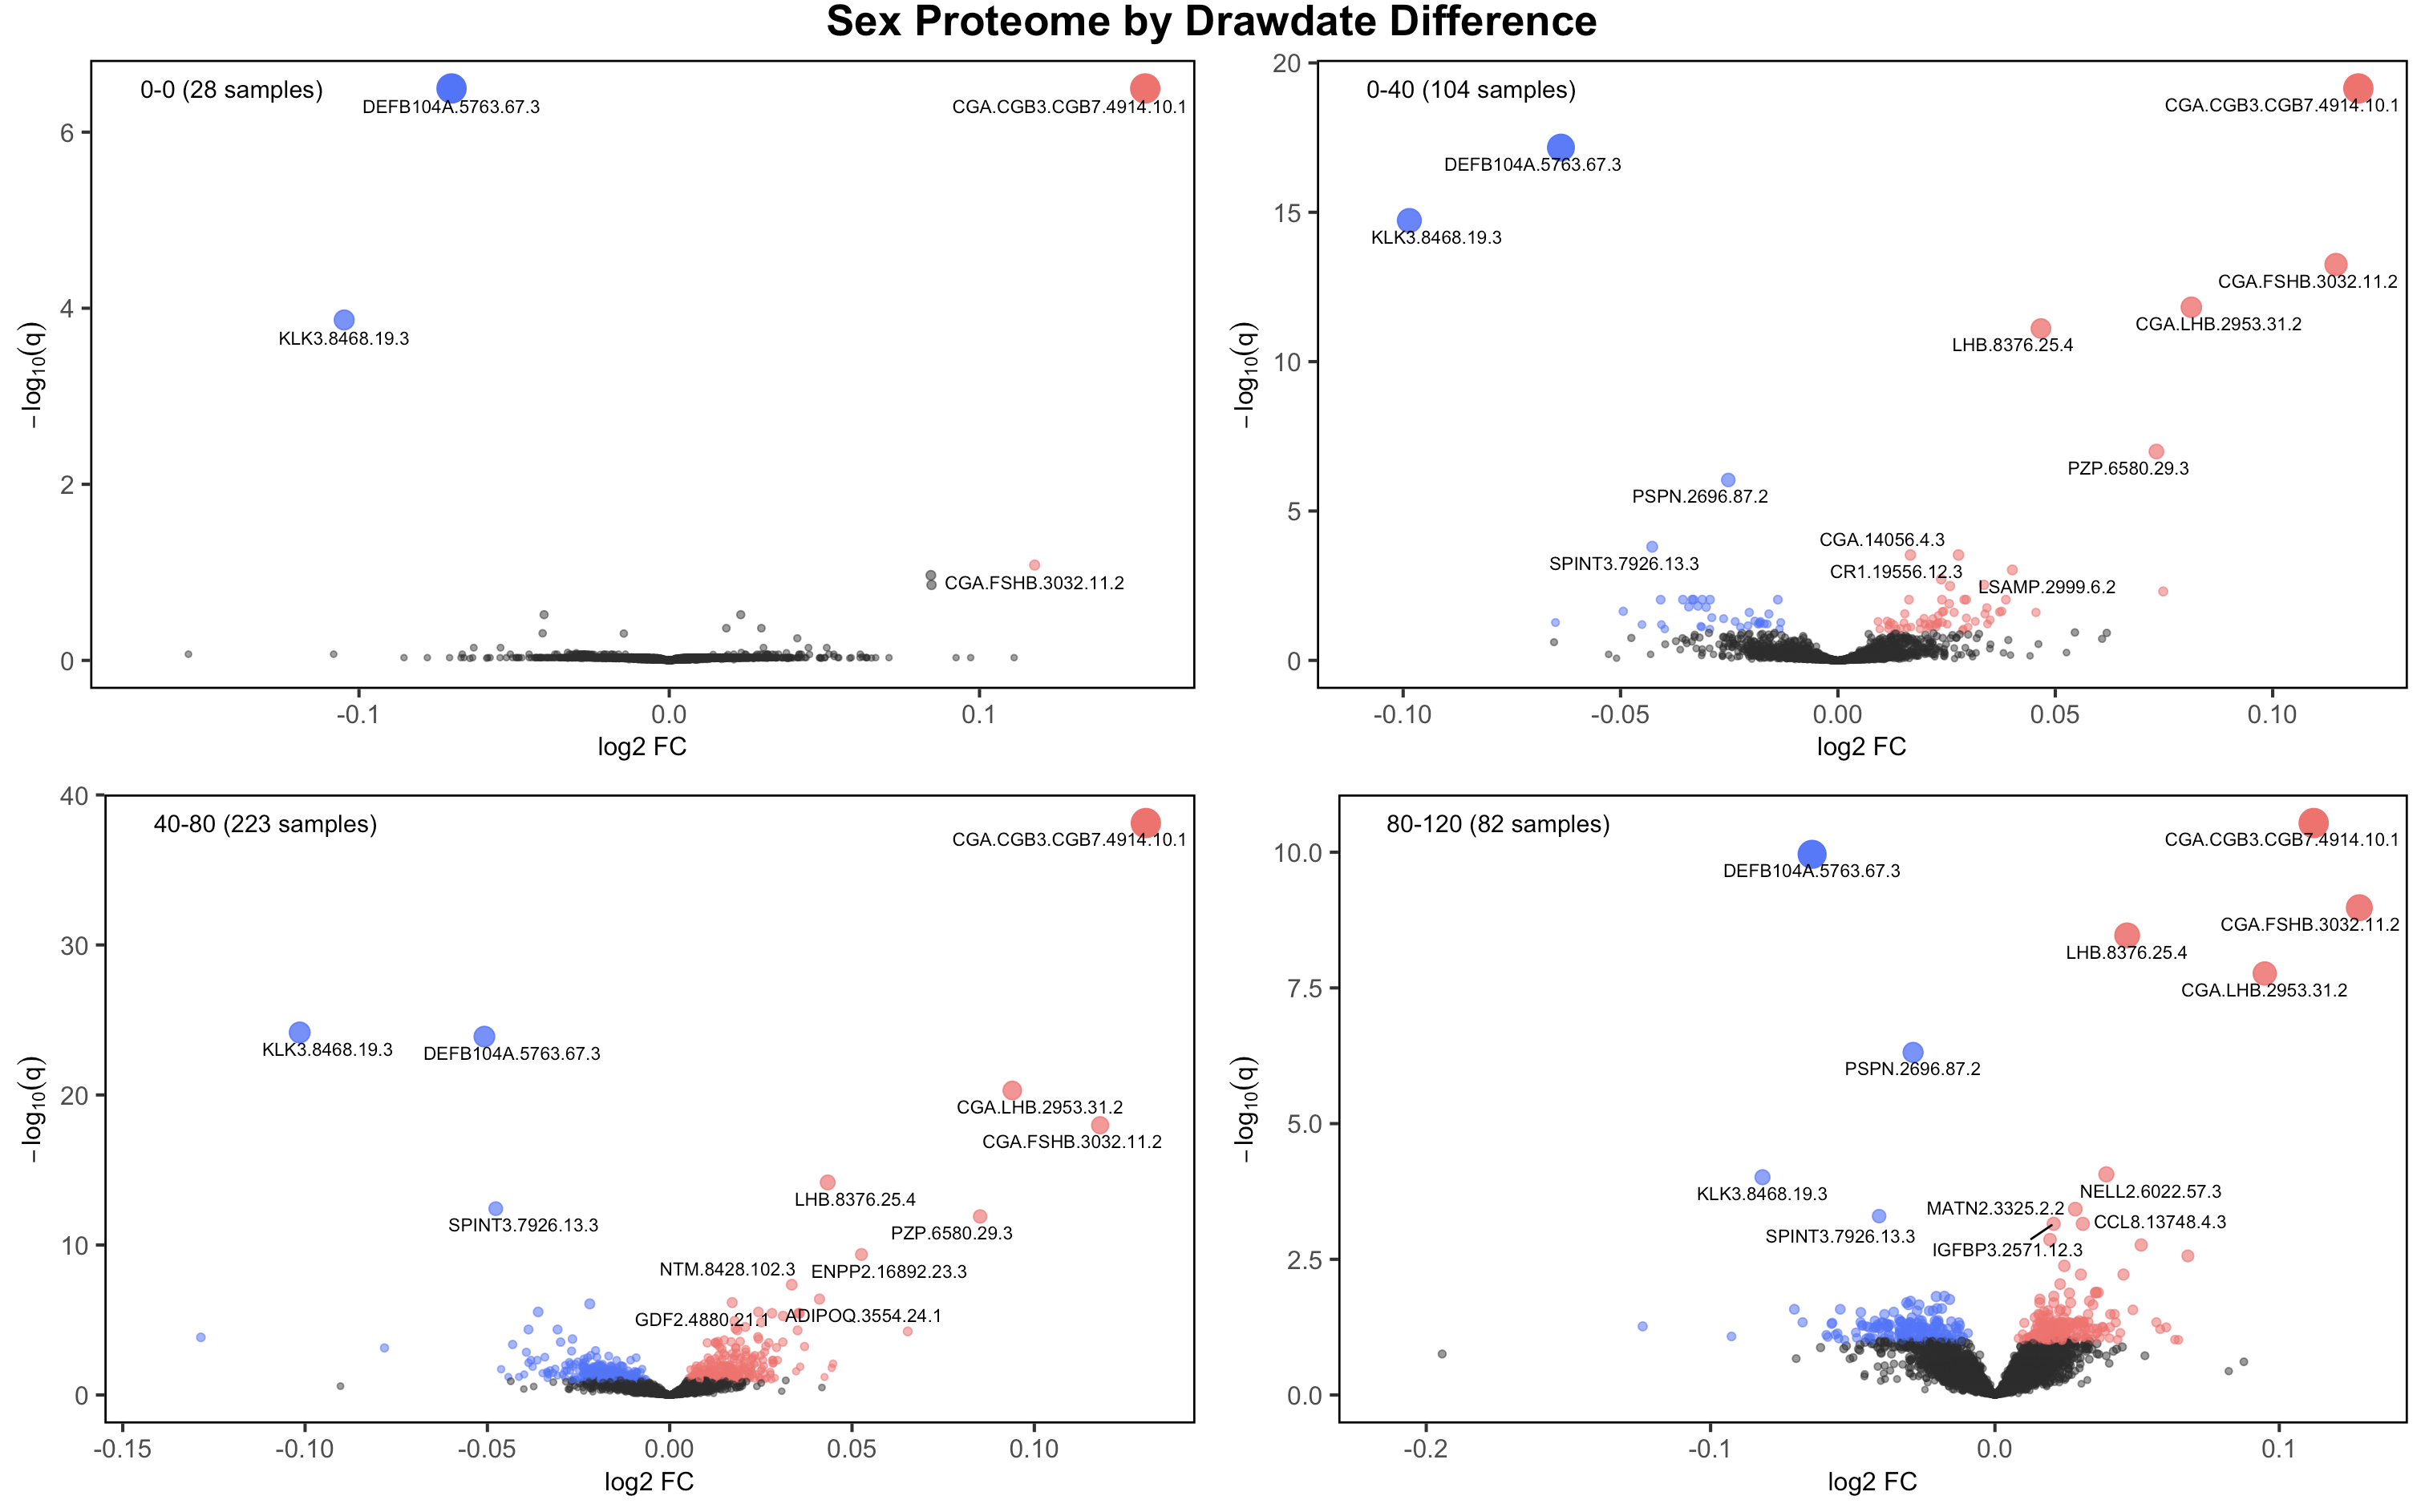 Sex Proteome by Drawdate Difference
0-0 (28 samples)
DEFB104A.5763.67.3
CGA.CGB3.CGB7.4914.10.1
KLK3.8468.19.3
CGA.FSHB.3032.11.2
6
4
2
0
−log10(q)
-0.1
0.0
0.1
log2 FC
0-40 (104 samples)
CGA.CGB3.CGB7.4914.10.1
DEFB104A.5763.67.3
KLK3.8468.19.3
CGA.FSHB.3032.11.2
CGA.LHB.2953.31.2
LHB.8376.25.4
PZP.6580.29.3
PSPN.2696.87.2
CGA.14056.4.3
SPINT3.7926.13.3
CR1.19556.12.3
LSAMP.2999.6.2
20
15
10
5
0
−log10(q)
-0.10
-0.05
0.00
0.05
0.10
log2 FC
40-80 (223 samples)
CGA.CGB3.CGB7.4914.10.1
KLK3.8468.19.3
DEFB104A.5763.67.3
CGA.LHB.2953.31.2
CGA.FSHB.3032.11.2
LHB.8376.25.4
SPINT3.7926.13.3
PZP.6580.29.3
NTM.8428.102.3
ENPP2.16892.23.3
GDF2.4880.21.1
ADIPOQ.3554.24.1
40
30
20
10
0
−log10(q)
-0.15
-0.10
-0.05
0.00
0.05
0.10
log2 FC
80-120 (82 samples)
CGA.CGB3.CGB7.4914.10.1
DEFB104A.5763.67.3
CGA.FSHB.3032.11.2
LHB.8376.25.4
CGA.LHB.2953.31.2
PSPN.2696.87.2
KLK3.8468.19.3
NELL2.6022.57.3
MATN2.3325.2.2
CCL8.13748.4.3
SPINT3.7926.13.3
IGFBP3.2571.12.3
10.0
7.5
5.0
2.5
0.0
−log10(q)
-0.2
-0.1
0.0
0.1
log2 FC